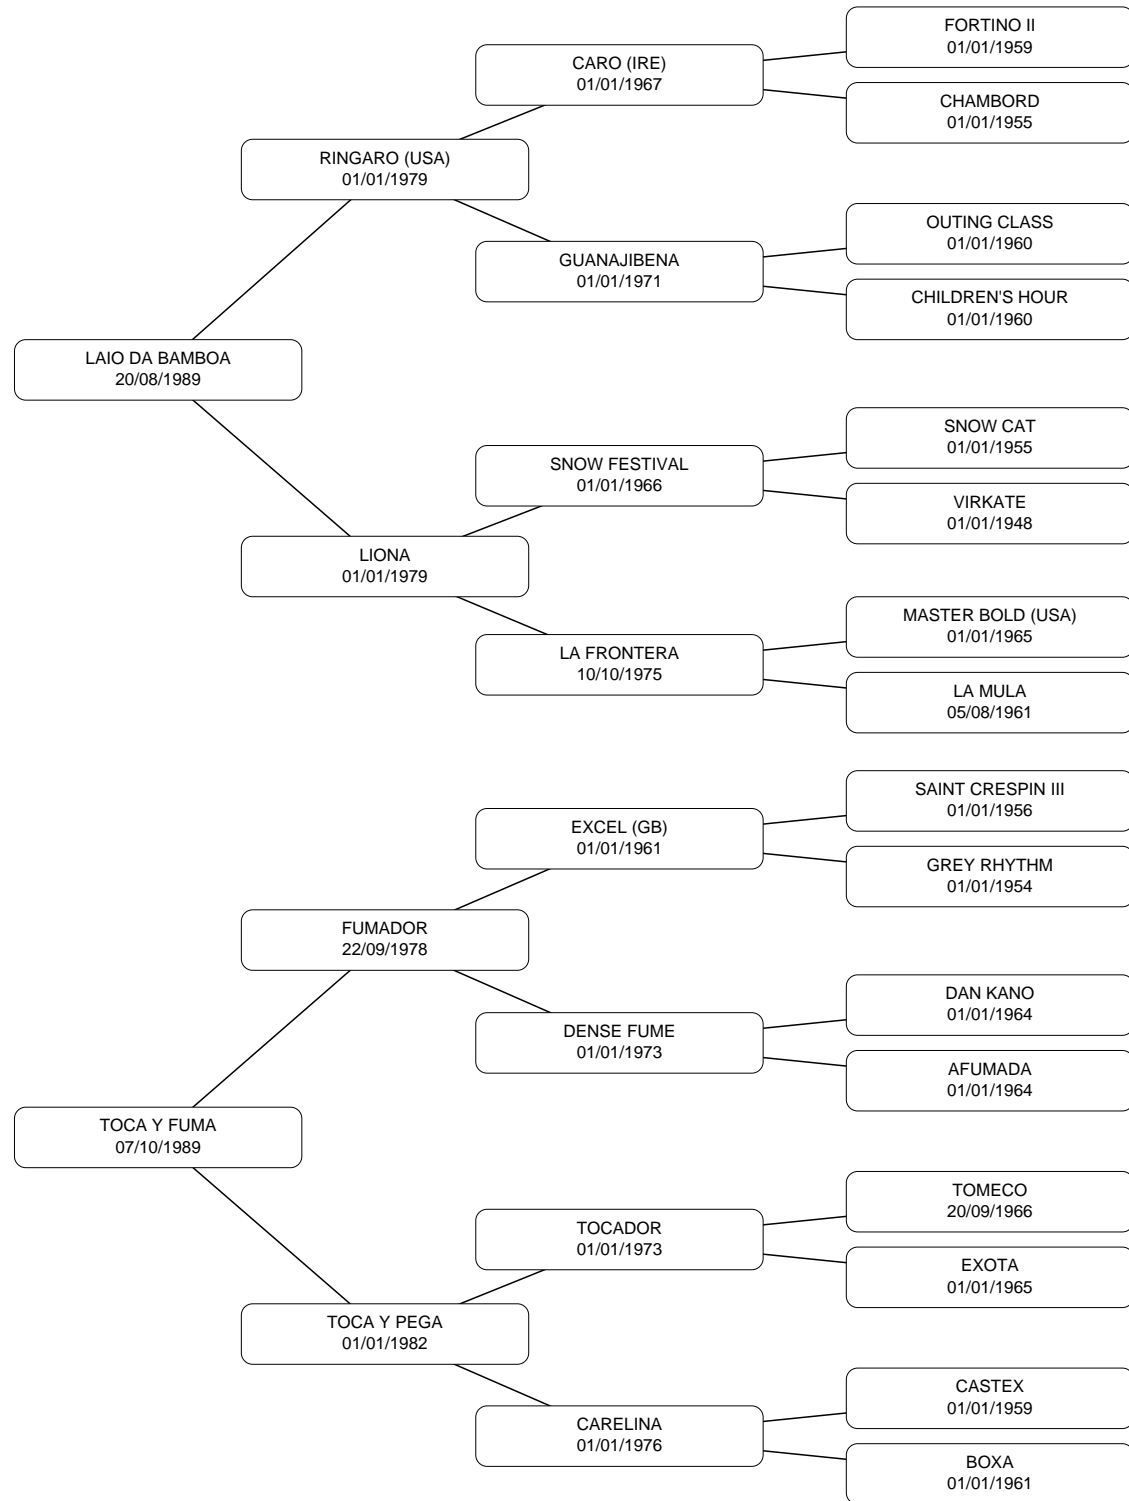 FORTINO II
01/01/1959
CARO (IRE)
01/01/1967
CHAMBORD
01/01/1955
RINGARO (USA)
01/01/1979
OUTING CLASS
01/01/1960
GUANAJIBENA
01/01/1971
CHILDREN'S HOUR
01/01/1960
LAIO DA BAMBOA
20/08/1989
SNOW CAT
01/01/1955
SNOW FESTIVAL
01/01/1966
VIRKATE
01/01/1948
LIONA
01/01/1979
MASTER BOLD (USA)
01/01/1965
LA FRONTERA
10/10/1975
LA MULA
05/08/1961
SAINT CRESPIN III
01/01/1956
EXCEL (GB)
01/01/1961
GREY RHYTHM
01/01/1954
FUMADOR
22/09/1978
DAN KANO
01/01/1964
DENSE FUME
01/01/1973
AFUMADA
01/01/1964
TOCA Y FUMA
07/10/1989
TOMECO
20/09/1966
TOCADOR
01/01/1973
EXOTA
01/01/1965
TOCA Y PEGA
01/01/1982
CASTEX
01/01/1959
CARELINA
01/01/1976
BOXA
01/01/1961